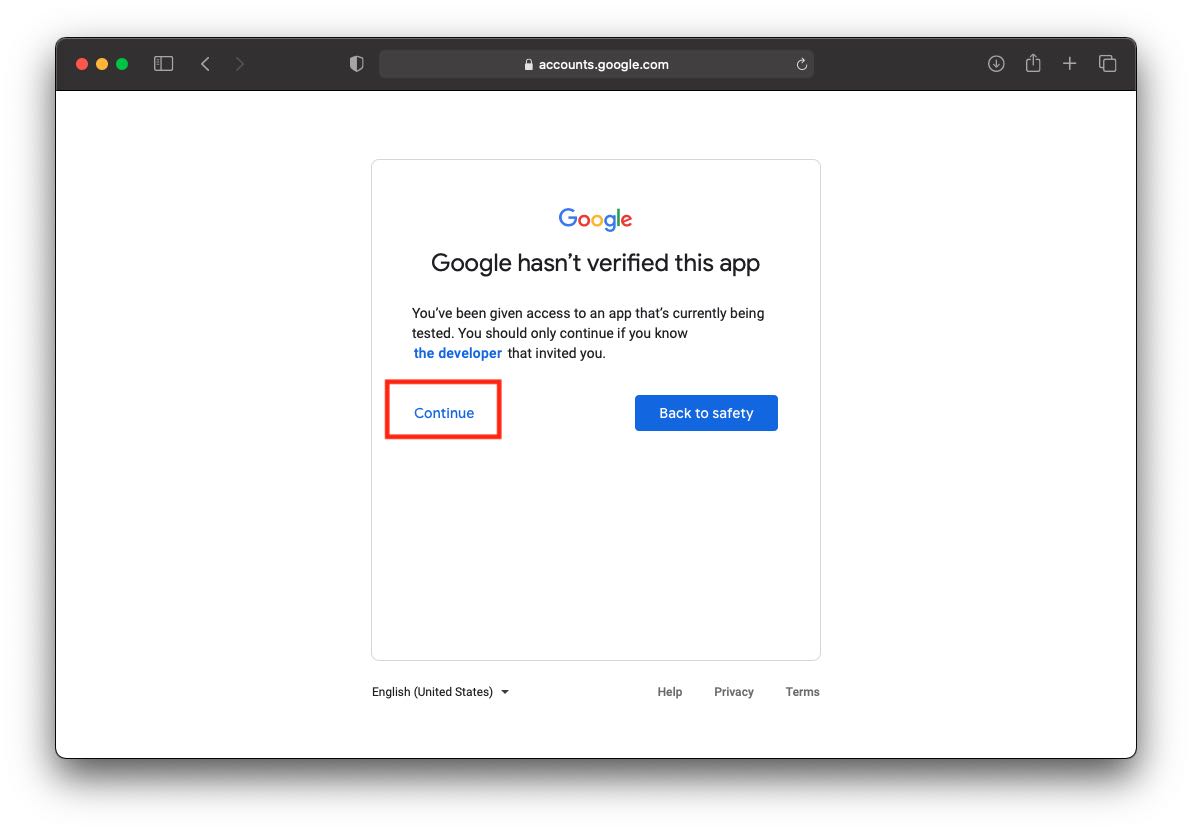 accounts.google.com
Google
Google hasn’t verified this app
You’ve been given access to an app that’s currently being
tested. You should only continue if you know
the developer that invited you.
Continue Back to safety
English (United States) Help Privacy Terms